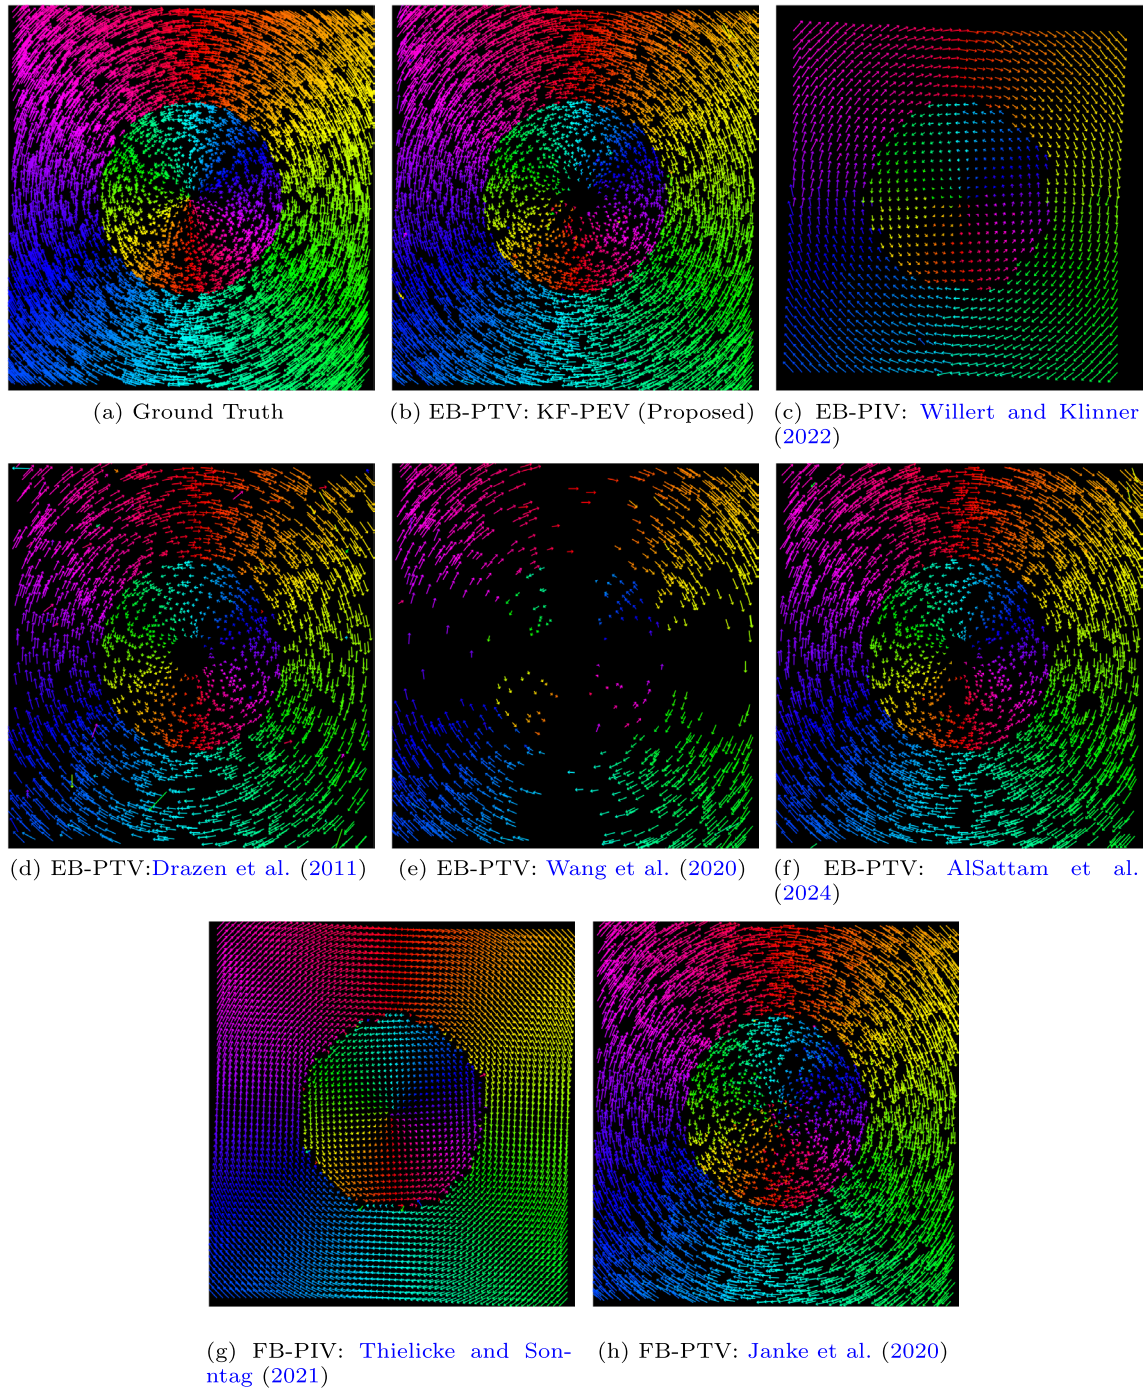 (a) Ground Truth
(b) EB-PTV: KF-PEV (Proposed)
(c) EB-PIV: Willert and Klinner
(2022)
(d) EB-PTV:Drazen et al. (2011)
(e) EB-PTV: Wang et al. (2020)
(f) EB-PTV: AlSattam et al.
(2024)
(g) FB-PIV: Thielicke and Son-
ntag (2021)
(h) FB-PTV: Janke et al. (2020)